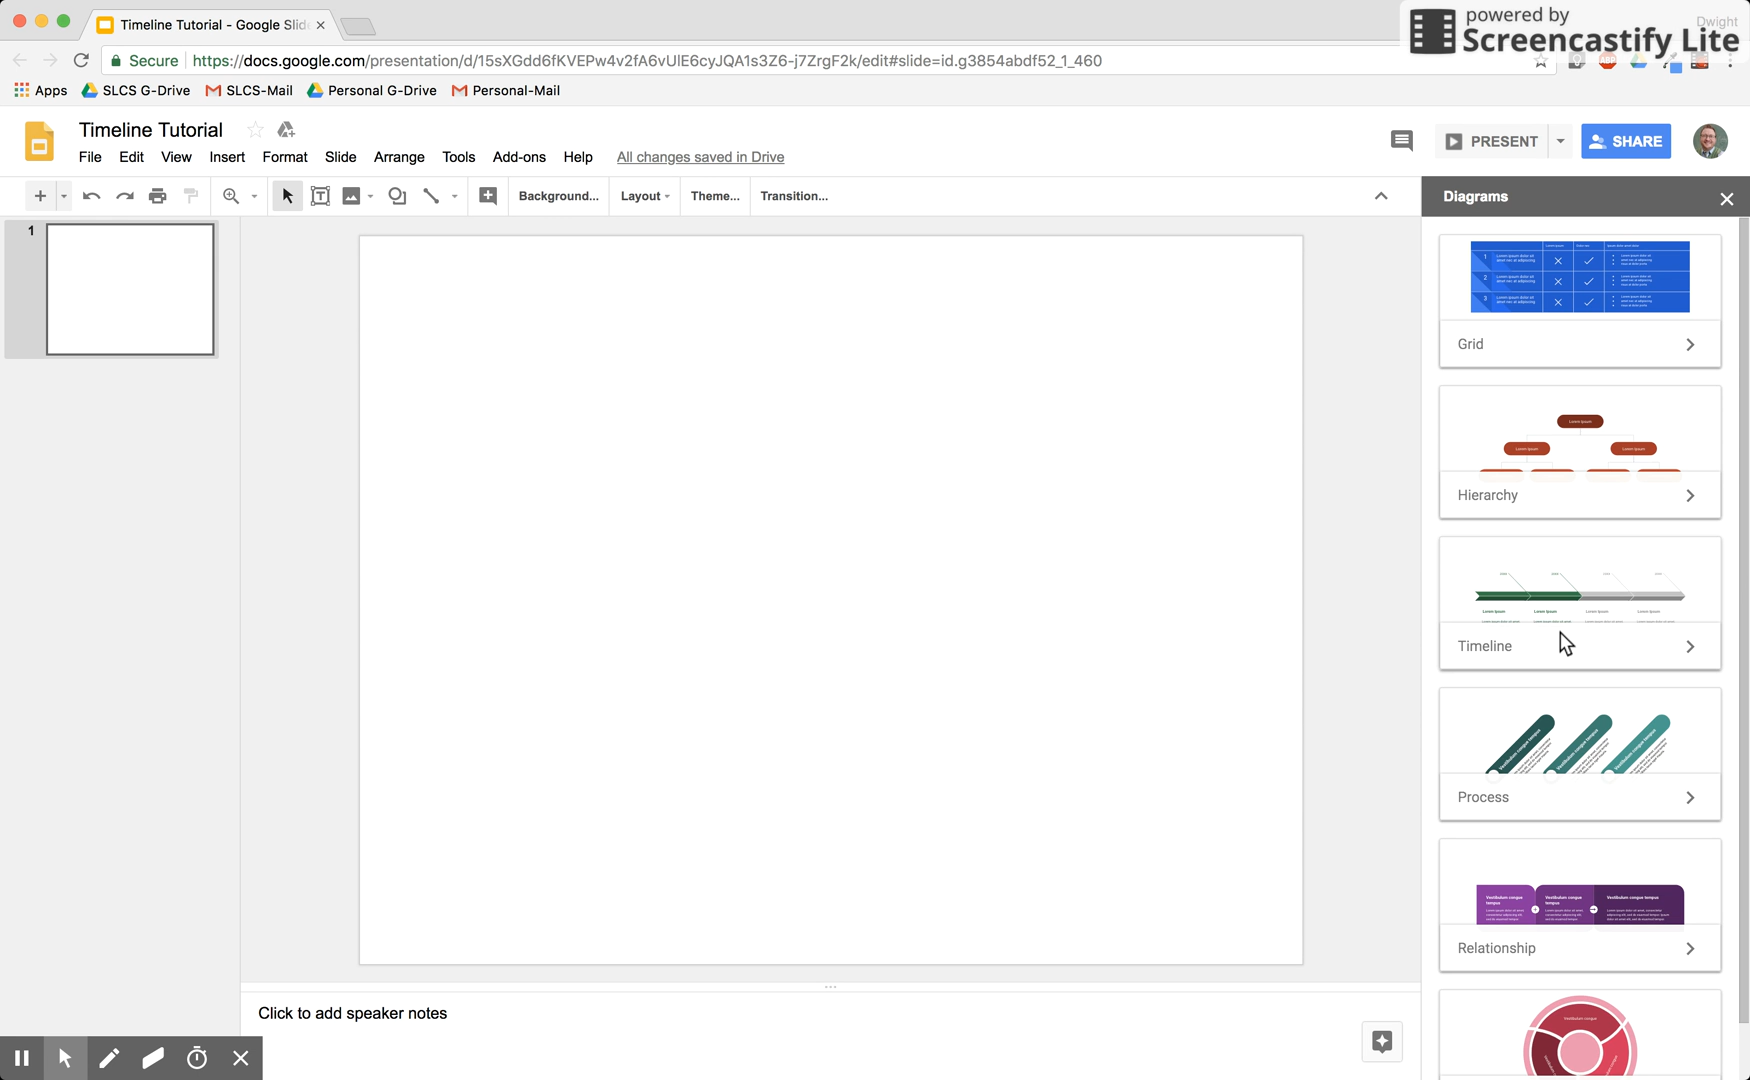 Timeline Tutorial - Google Slid
powered by
Screencastify Lite
Dwight
Secure
https://docs.google.com/presentation/d/15sXGdd6fKVEPw4v2fA6vUlE6cyJQA1s3Z6-j7ZrgF2k/edit#slide=id.g3854abdf52_1_460
ABP
Apps
SLCS G-Drive
SLCS-Mail
Personal G-Drive
Personal-Mail
Timeline Tutorial
File Edit View Insert Format Slide Arrange Tools Add-ons Help All changes saved in Drive
PRESENT
SHARE
Background...
Layout
Theme...
Transition...
Diagrams
1
Grid
Hierarchy
Timeline
Process
Relationship
Click to add speaker notes